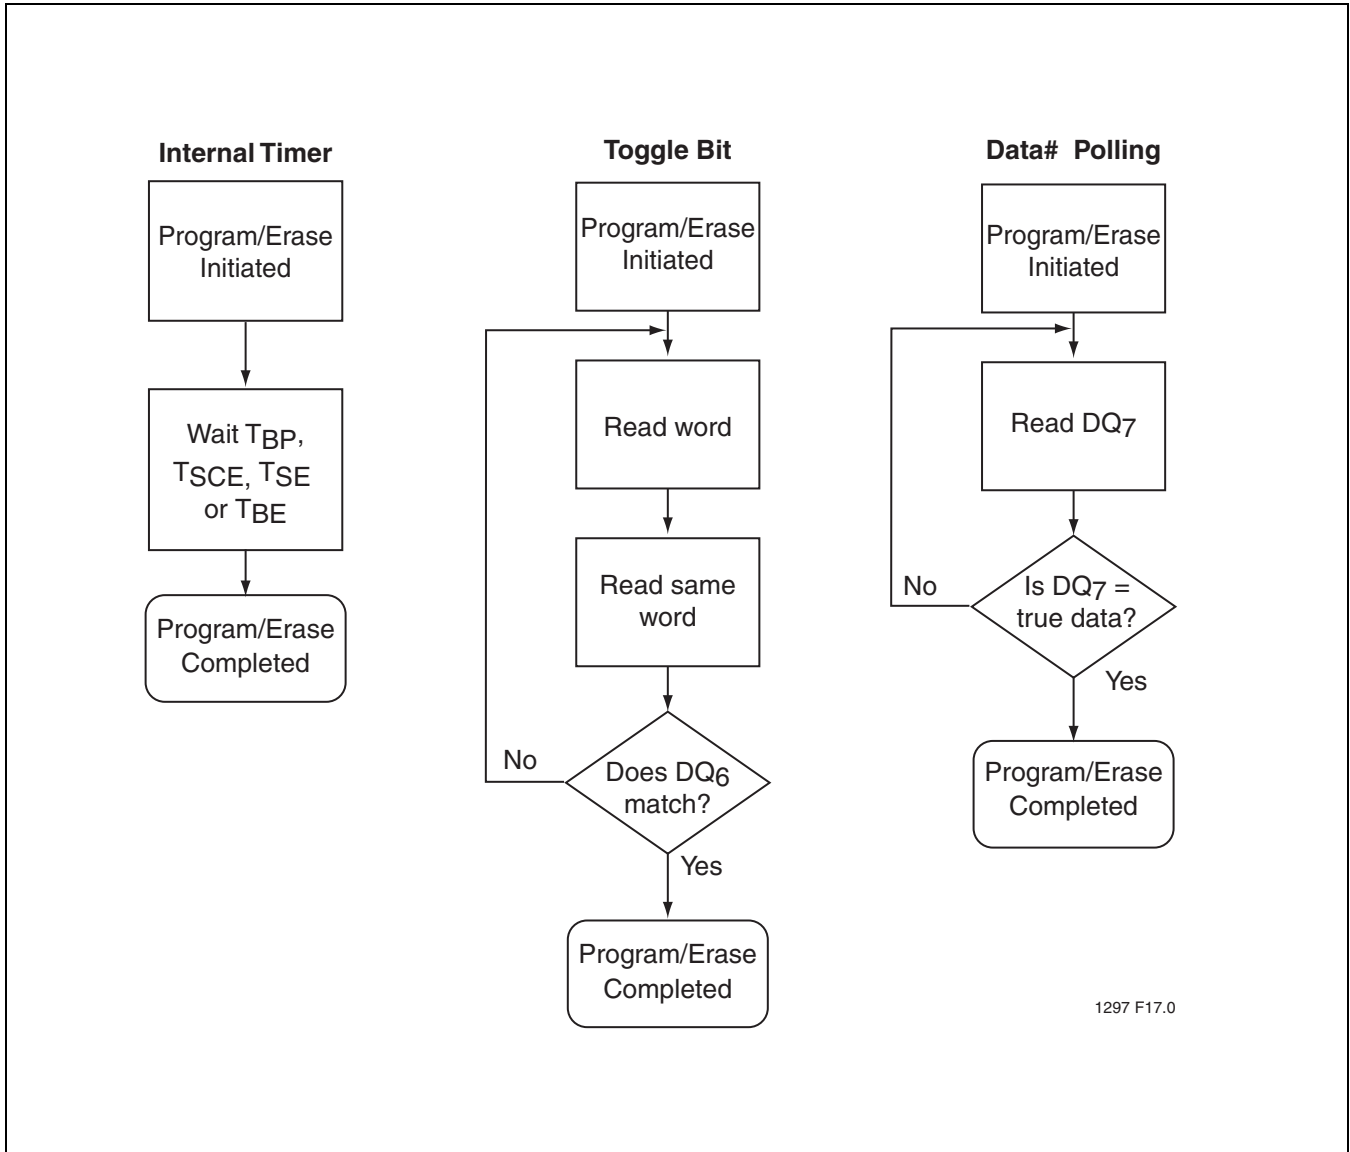 Internal Timer
Program/Erase
Initiated
Wait TBP,
TSCE, TSE
or TBE
Program/Erase
Completed
Toggle Bit
Program/Erase
Initiated
Read word
Read same
word
Does DQ6
match?
No
Yes
Program/Erase
Completed
Data# Polling
Program/Erase
Initiated
Read DQ7
Is DQ7 =
true data?
No
Yes
Program/Erase
Completed
1297 F17.0